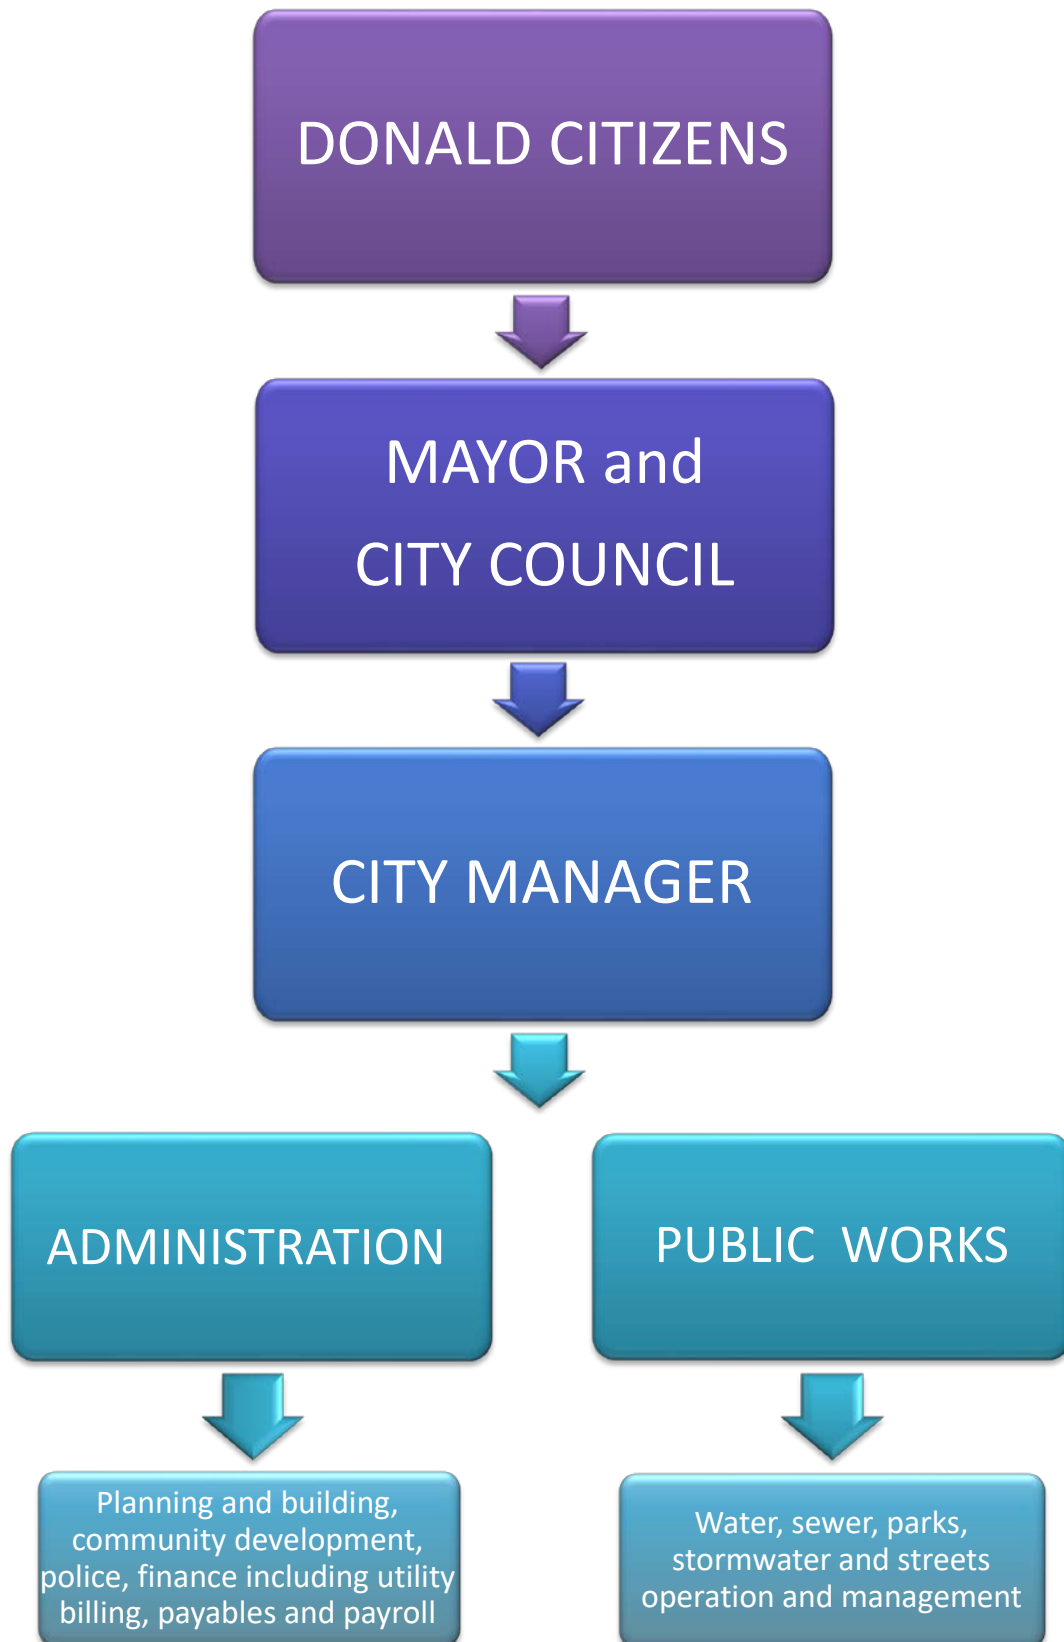 DONALD CITIZENS
MAYOR and
CITY COUNCIL
CITY MANAGER
ADMINISTRATION
PUBLIC WORKS
Planning and building,
community development,
police, finance including utility
billing, payables and payroll
Water, sewer, parks,
stormwater and streets
operation and management